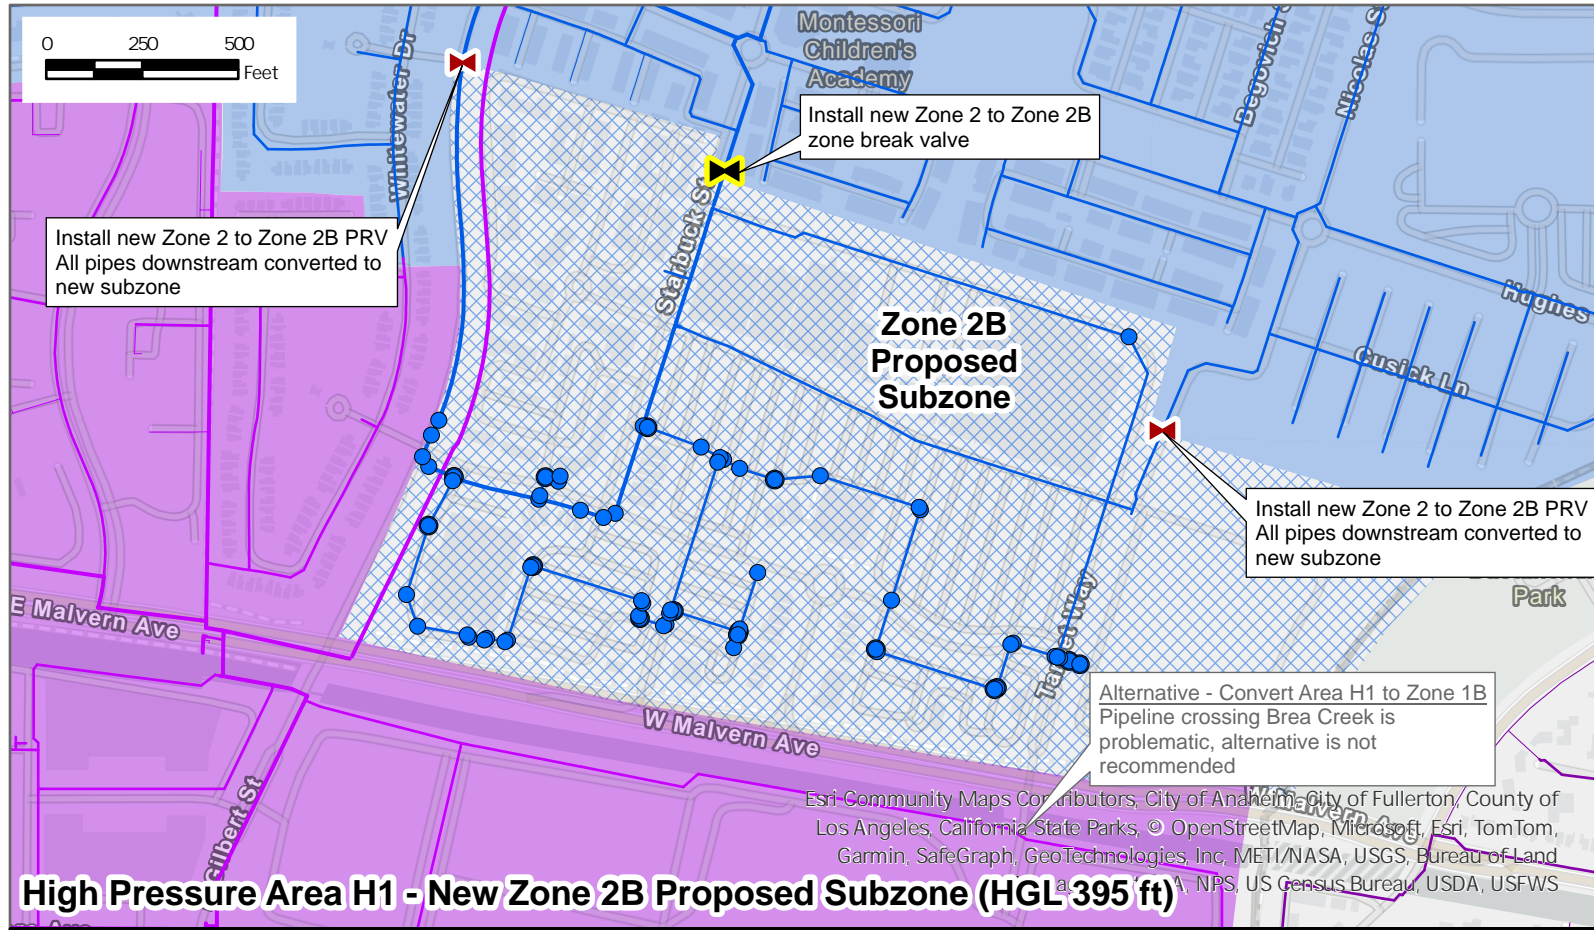 0 250 500
Feet
Whitewater Dr
Montessori
Children's
Academy
Begovich
Nicolas S
Install new Zone 2 to Zone 2B
zone break valve
Install new Zone 2 to Zone 2B PRV
All pipes downstream converted to
new subzone
Starbuck St
Zone 2B
Proposed
Subzone
Hughes
Cusick Ln
Install new Zone 2 to Zone 2B PRV
All pipes downstream converted to
new subzone
Park
E Malvern Ave
Target Way
W Malvern Ave
Alternative - Convert Area H1 to Zone 1B
Pipeline crossing Brea Creek is
problematic, alternative is not
recommended
W Malvern Ave
Gilbert St
Esri Community Maps Contributors, City of Anaheim, City of Fullerton, County of
Los Angeles, California State Parks, © OpenStreetMap, Microsoft, Esri, TomTom,
Garmin, SafeGraph, GeoTechnologies, Inc, METI/NASA, USGS, Bureau of Land
NPS, US Census Bureau, USDA, USFWS
High Pressure Area H1 - New Zone 2B Proposed Subzone (HGL 395 ft)